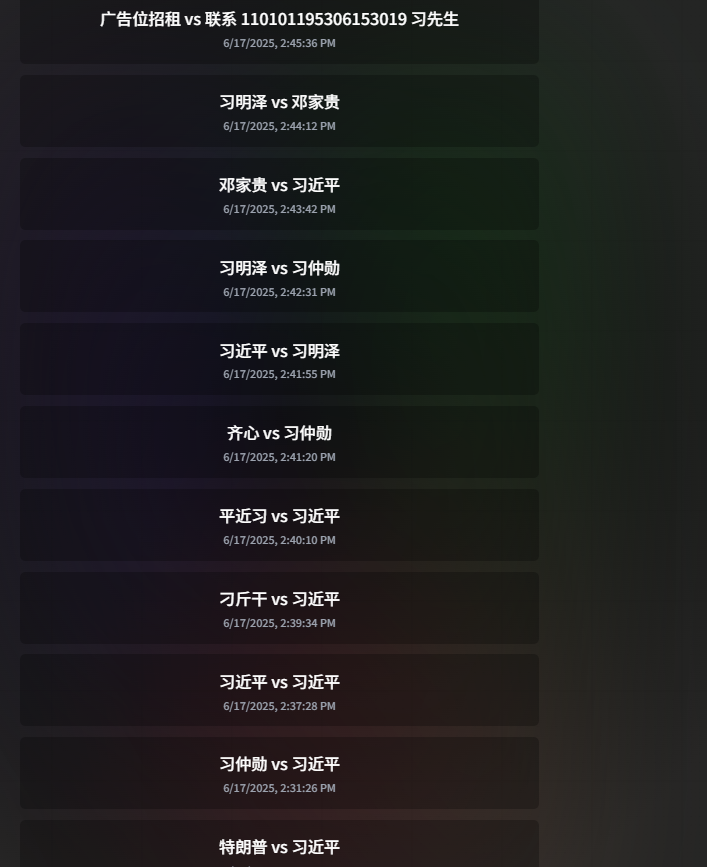 广告位招租 vs 联系 110101195306153019 习先生
6/17/2025, 2:45:36 PM
习明泽 vs 邓家贵
6/17/2025, 2:44:12 PM
邓家贵 vs 习近平
6/17/2025, 2:43:42 PM
习明泽 vs 习仲勋
6/17/2025, 2:42:31 PM
习近平 vs 习明泽
6/17/2025, 2:41:55 PM
齐心 vs 习仲勋
6/17/2025, 2:41:20 PM
平近习 vs 习近平
6/17/2025, 2:40:10 PM
刁斤干 vs 习近平
6/17/2025, 2:39:34 PM
习近平 vs 习近平
6/17/2025, 2:37:28 PM
习仲勋 vs 习近平
6/17/2025, 2:31:26 PM
特朗普 vs 习近平